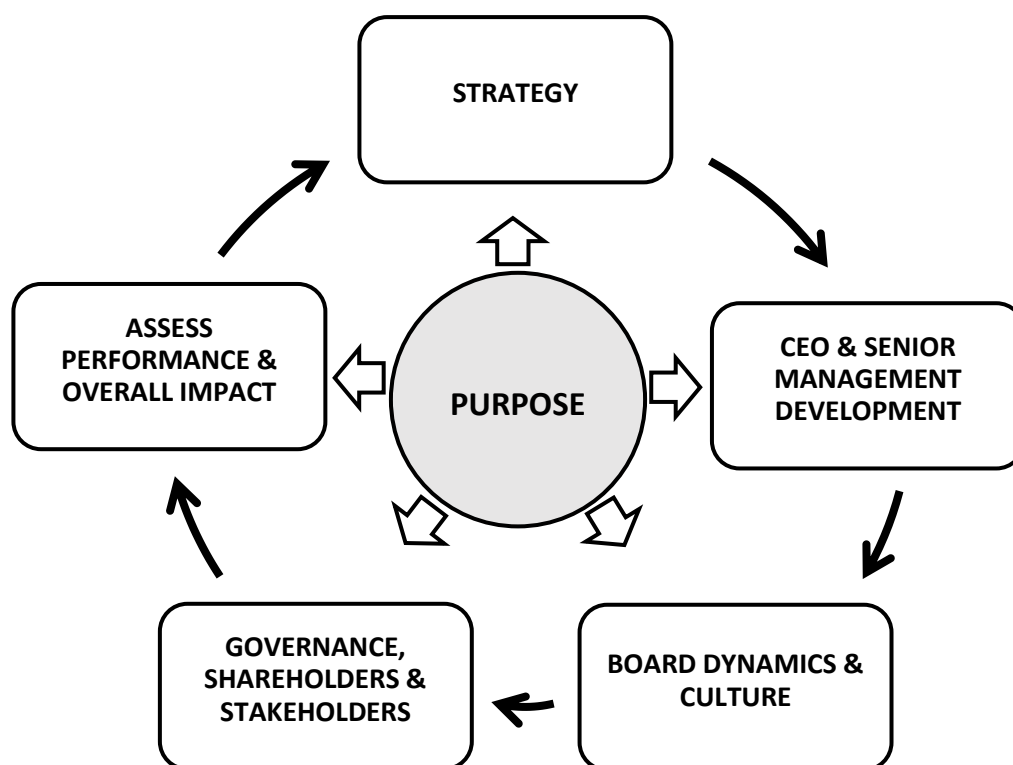 STRATEGY
ASSESS
PERFORMANCE &
OVERALL IMPACT
PURPOSE
CEO & SENIOR
MANAGEMENT
DEVELOPMENT
GOVERNANCE,
SHAREHOLDERS &
STAKEHOLDERS
BOARD DYNAMICS &
CULTURE